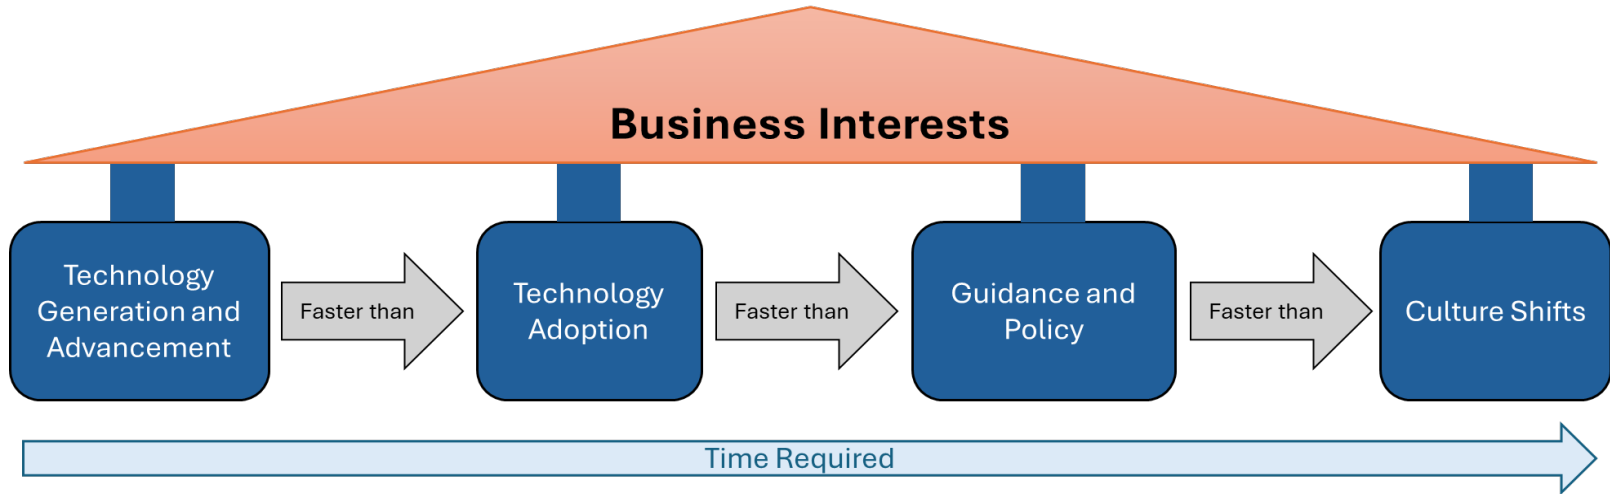 Business Interests
Technology
Generation and
Advancement
Faster than
Technology
Adoption
Faster than
Guidance and
Policy
Faster than
Culture Shifts
Time Required